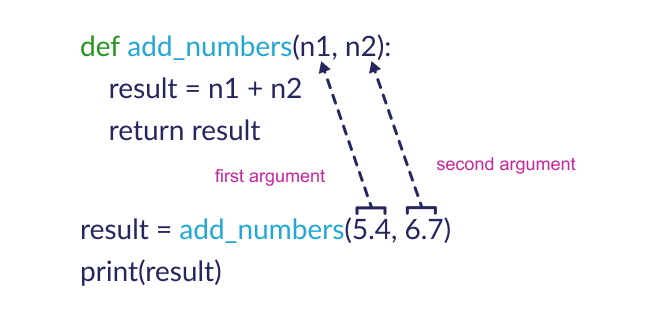 def add_numbers(n1, n2):
result = n1 + n2
return result
first argument
second argument
result = add_numbers(5.4, 6.7)
print(result)